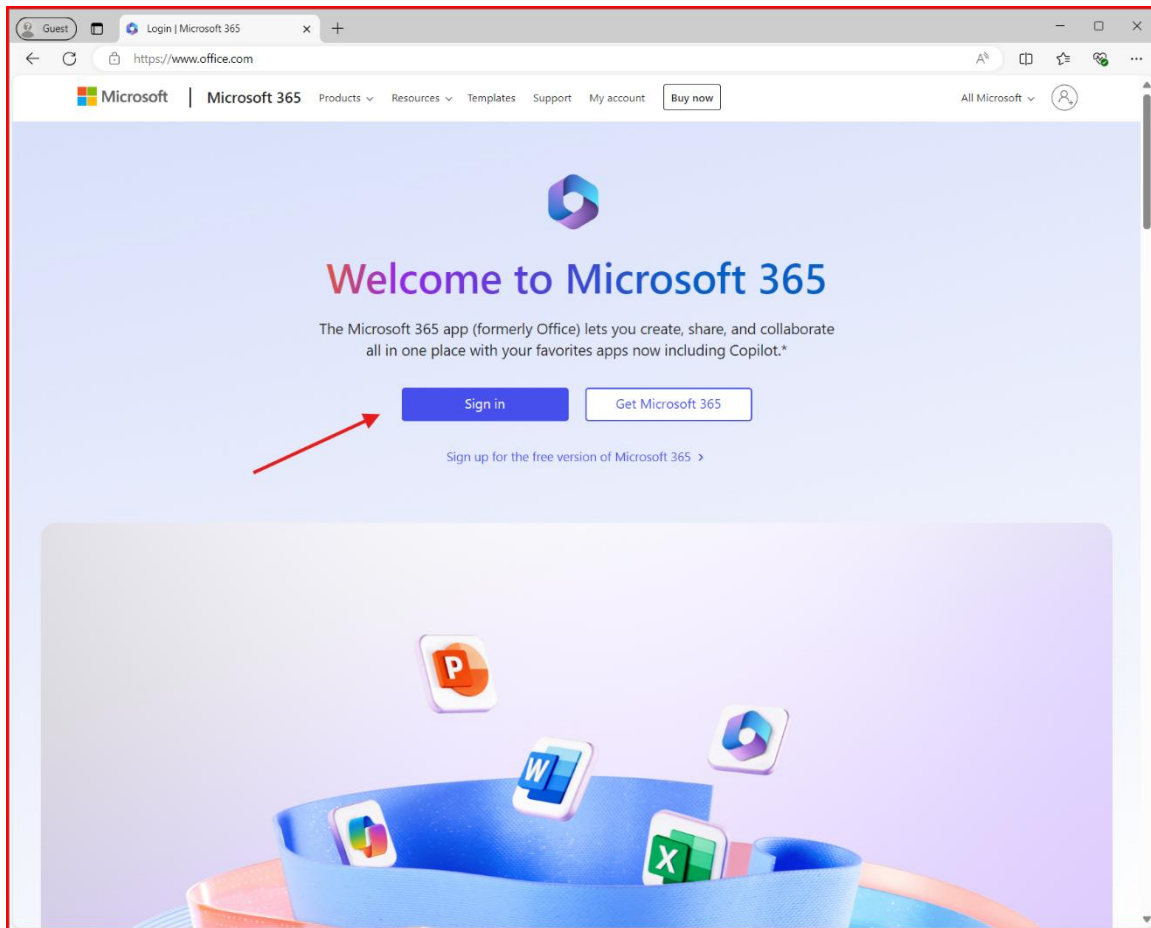 Guest
Login | Microsoft 365
https://www.office.com
Microsoft | Microsoft 365 Products Resources Templates Support My account Buy now All Microsoft
Welcome to Microsoft 365
The Microsoft 365 app (formerly Office) lets you create, share, and collaborate
all in one place with your favorites apps now including Copilot.*
Sign in Get Microsoft 365
Sign up for the free version of Microsoft 365 >
P
W
X